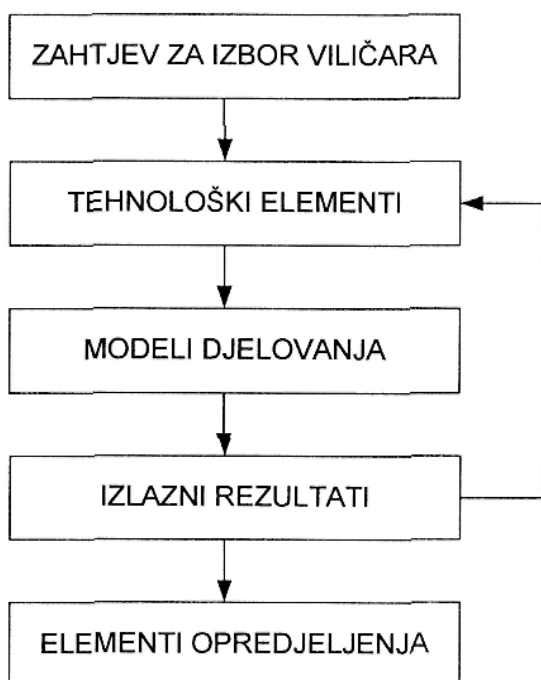 ZAHTJEV ZA IZBOR VILIČARA
TEHNOLOŠKI ELEMENTI
MODELI DJELOVANJA
IZLAZNI REZULTATI
ELEMENTI OPREDJELJENJA